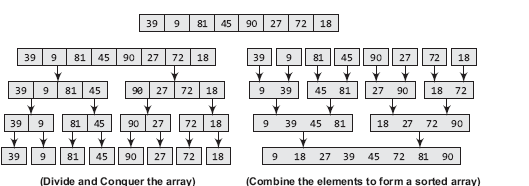 39 9 81 45 90 27 72 18
39 9 81 45 90 27 72 18
39 9 81 45 90 27 72 18
39 9 81 45 90 27 72 18
39 9 81 45 90 27 72 18
(Divide and Conquer the array)
39 9 81 45 90 27 72 18
9 39 45 81 27 90 18 72
9 39 45 81 18 27 72 90
9 18 27 39 45 72 81 90
(Combine the elements to form a sorted array)